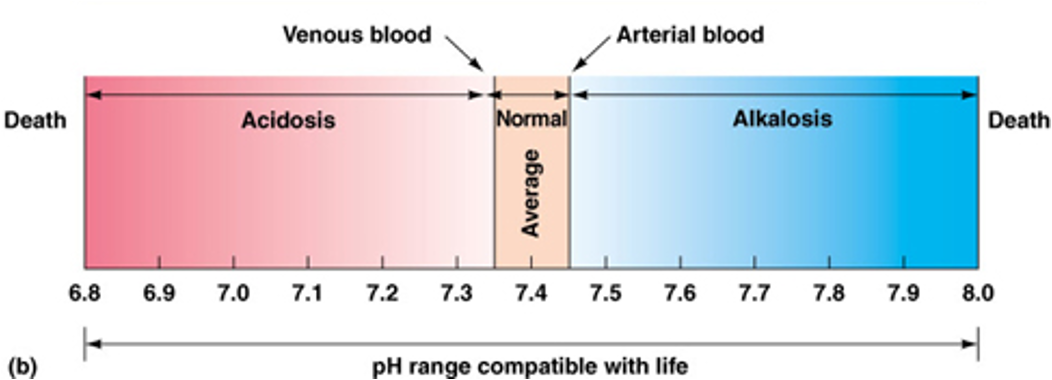 Venous blood
Arterial blood
Death
Acidosis
Normal
Alkalosis
Death
Average
6.8 6.9 7.0 7.1 7.2 7.3 7.4 7.5 7.6 7.7 7.8 7.9 8.0
(b)
pH range compatible with life